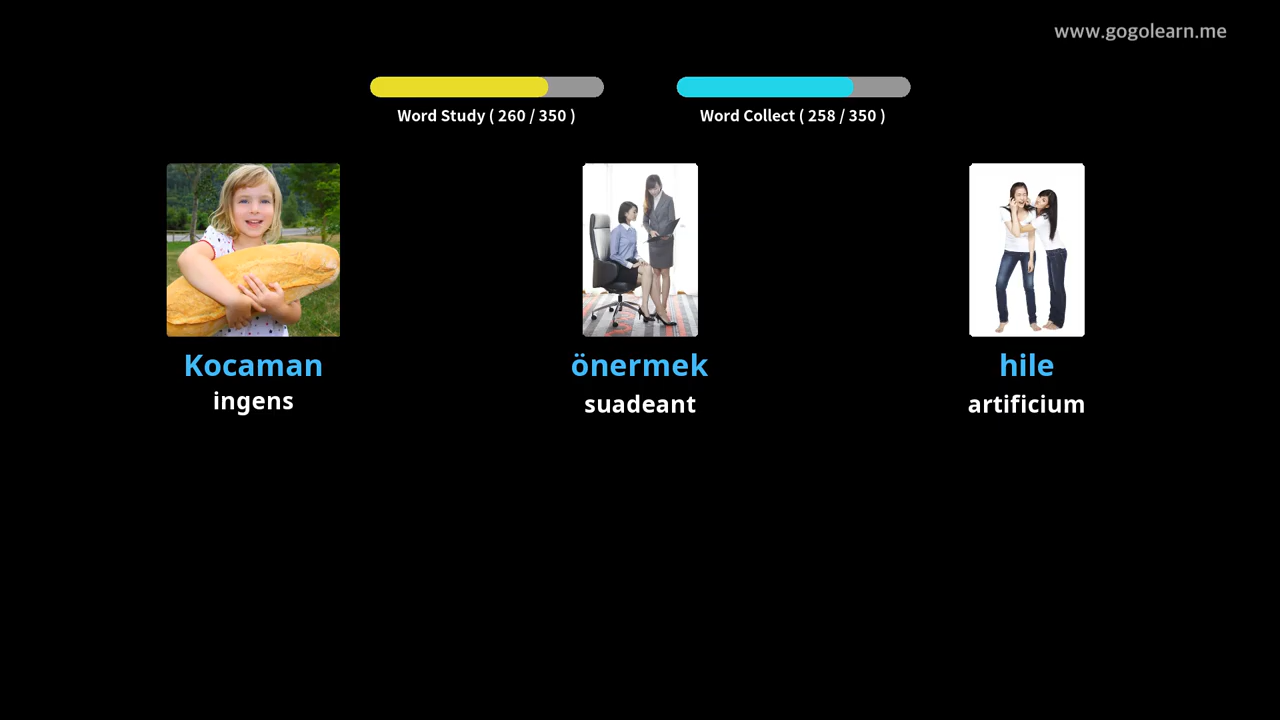 www.gogolearn.me
Word Study ( 260 / 350 )
Word Collect ( 258 / 350 )
Kocaman
ingens
önermek
suadeant
hile
artificium